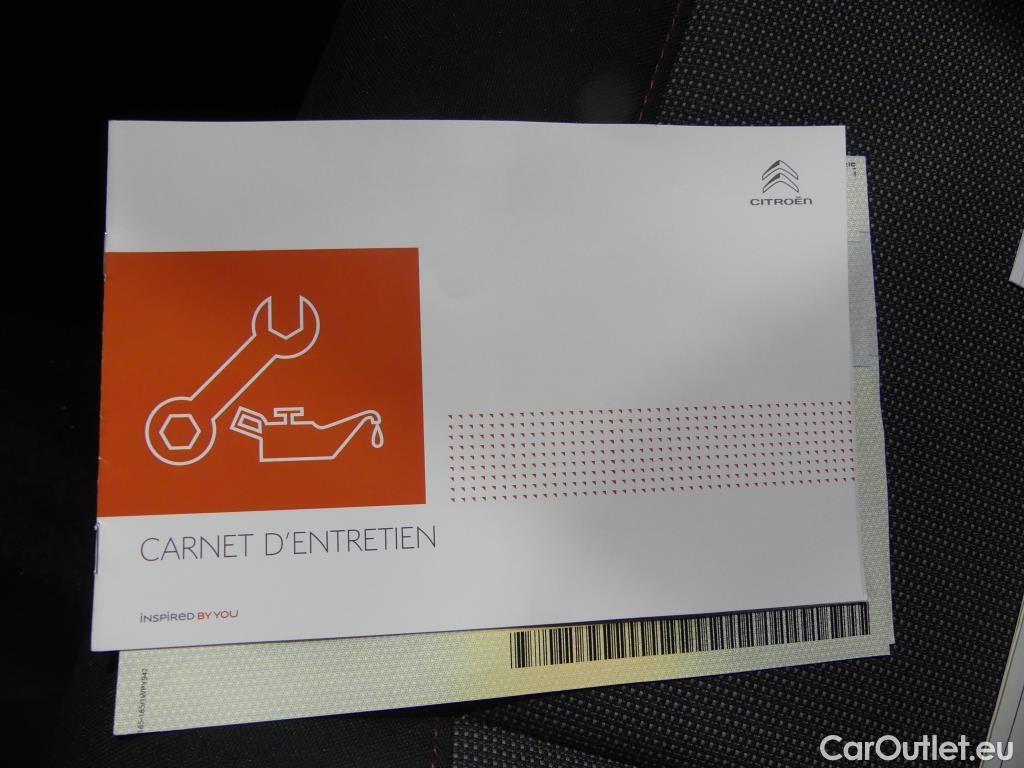 CITROËN
CARNET D'ENTRETIEN
INSPIRED BY YOU
CarOutlet.eu